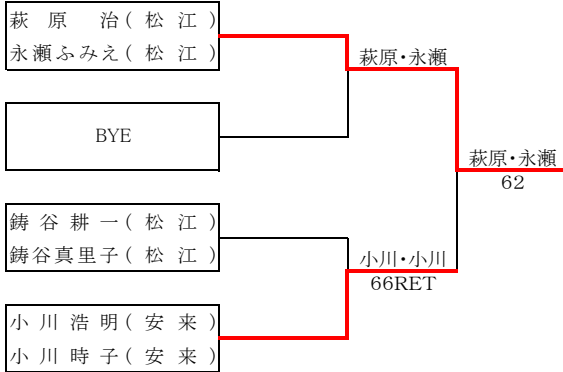 萩原 治(松江)
永瀬ふみえ(松江)
萩原・永瀬
BYE
萩原・永瀬
62
鋳谷耕一(松江)
鋳谷真里子(松江)
小川・小川
66RET
小川浩明(安来)
小川時子(安来)